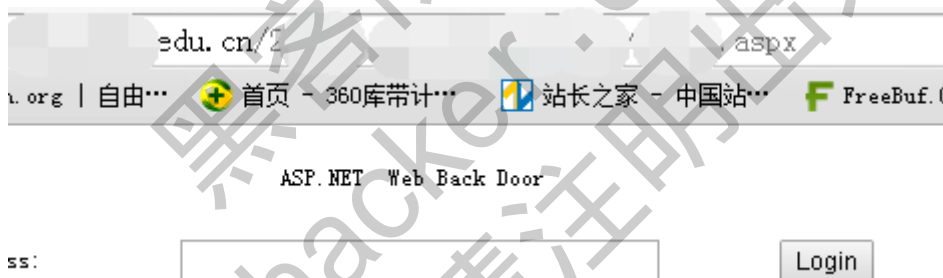 edu.cn/2 .aspx
n.org | 自由… 首页 - 360库带计… 站长之家 - 中国站… FreeBuf.
ASP.NET Web Back Door
ss: Login